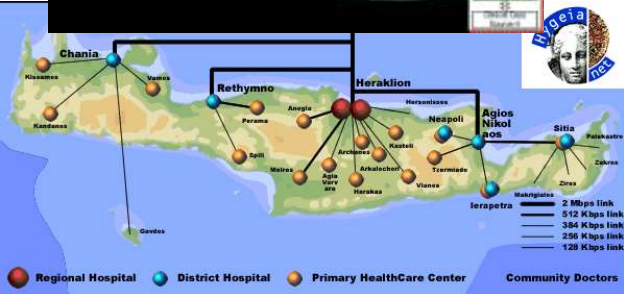 Hygeia
net
Chania
Kissamos
Vamos
Kandanos
Gavdos
Rethymno
Perama
Spili
Heraklion
Anogia
Hersonissos
Archanes
Kasteli
Arkalochori
Moires
Agia
Varv
ara
Harakas
Vianos
Neapoli
Agios
Nikol
aos
Tzermiado
Ierapetra
Sitia
Palekastro
Zakros
Ziros
Makrigialos
2 Mbps link
512 Kbps link
384 Kbps link
256 Kbps link
128 Kbps link
Regional Hospital
District Hospital
Primary HealthCare Center
Community Doctors